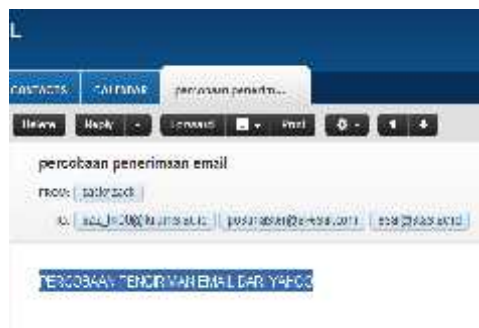 L
CONTACTS CALENDAR percobaan penerim...
Delete Reply Forward Print
percobaan penerimaan email
FROM:
TO:
PERCOBAAN PENGIRIMAN EMAIL DARI YAHOO